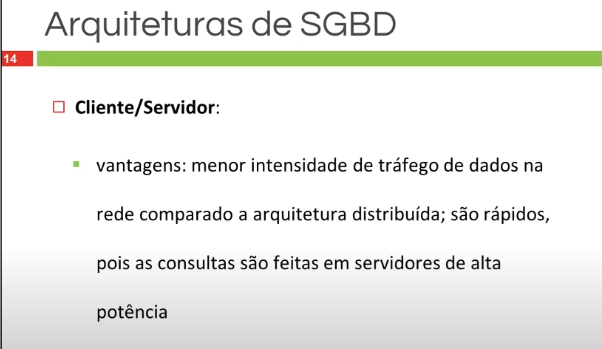 Arquiteturas de SGBD
14
Cliente/Servidor:
vantagens: menor intensidade de tráfego de dados na
rede comparado a arquitetura distribuída; são rápidos,
pois as consultas são feitas em servidores de alta
potência